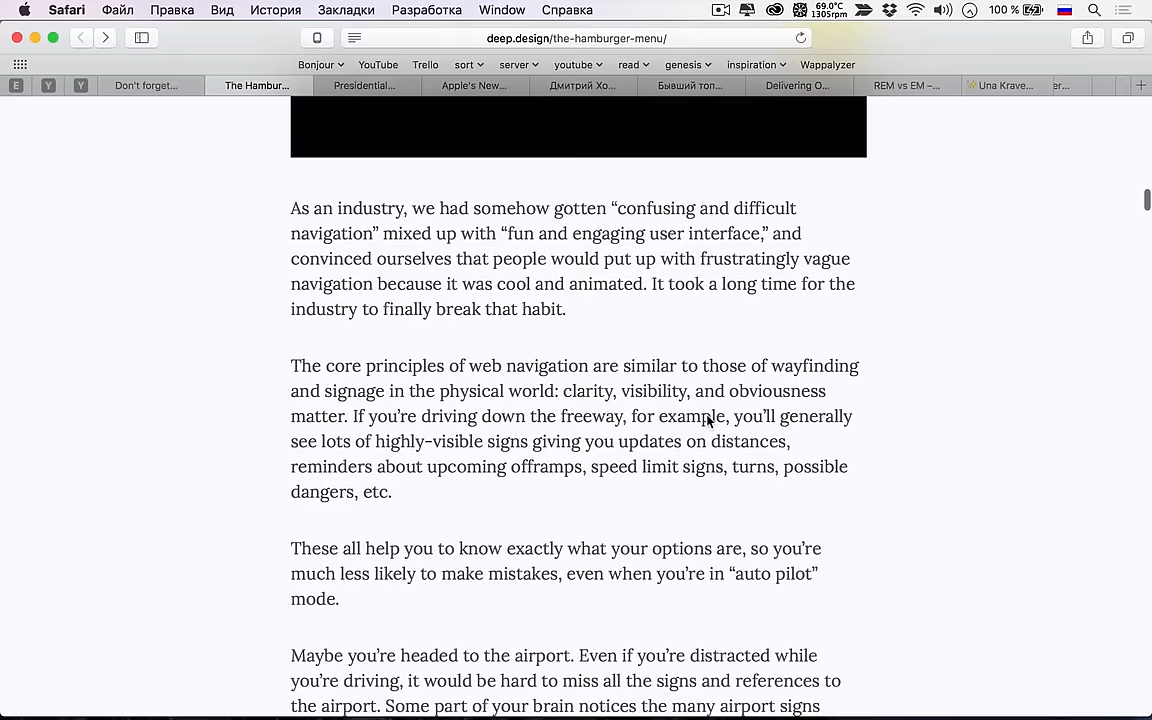 Safari Файл Правка Вид История Закладки Разработка Window Справка 69.0°C 1305rpm 100 %
deep.design/the-hamburger-menu/
Bonjour YouTube Trello sort server youtube read genesis inspiration Wappalyzer
E Y Y Don't forget... The Hambur... Presidential... Apple's New... Дмитрий Хо... Бывший топ... Delivering O... REM vs EM –... Una Krave... er...
As an industry, we had somehow gotten “confusing and difficult
navigation” mixed up with “fun and engaging user interface,” and
convinced ourselves that people would put up with frustratingly vague
navigation because it was cool and animated. It took a long time for the
industry to finally break that habit.
The core principles of web navigation are similar to those of wayfinding
and signage in the physical world: clarity, visibility, and obviousness
matter. If you’re driving down the freeway, for example, you’ll generally
see lots of highly-visible signs giving you updates on distances,
reminders about upcoming offramps, speed limit signs, turns, possible
dangers, etc.
These all help you to know exactly what your options are, so you’re
much less likely to make mistakes, even when you’re in “auto pilot”
mode.
Maybe you’re headed to the airport. Even if you’re distracted while
you’re driving, it would be hard to miss all the signs and references to
the airport. Some part of your brain notices the many airport signs